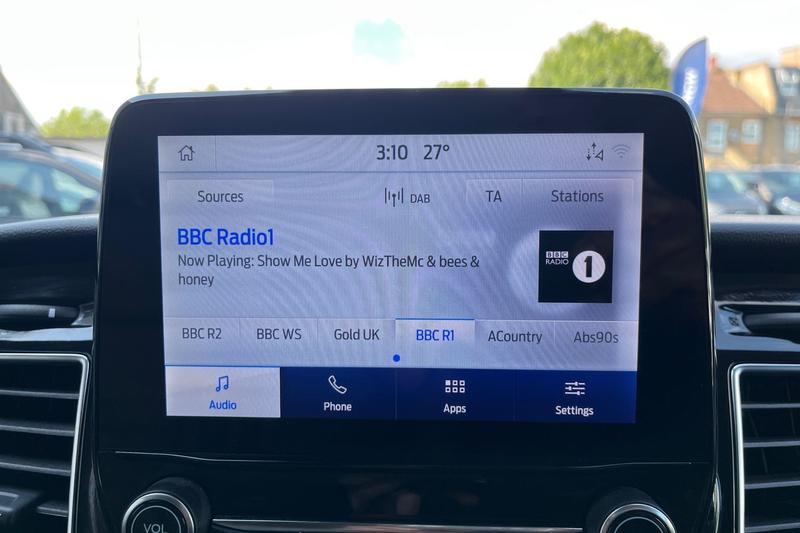 3:10 27°
Sources DAB TA Stations
BBC Radio1
Now Playing: Show Me Love by WizTheMc & bees &
honey
BBC
RADIO 1
BBC R2 BBC WS Gold UK BBC R1 ACountry Abs90s
Audio Phone Apps Settings
VOL